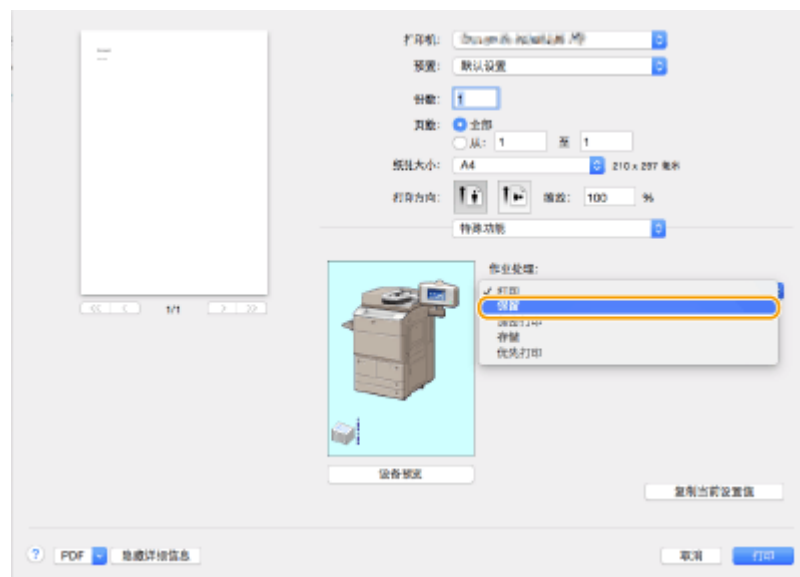 打印机:
预置: 默认设置
份数: 1
页数: 全部
从: 1 至 1
纸张大小: A4 210 x 297 毫米
打印方向: 缩放: 100 %
特殊功能
作业处理:
✓ 打印
保留
存储
优先打印
<< < 1/1 > >>
设备预览
复制当前设置值
? PDF 隐藏详细信息 取消 打印